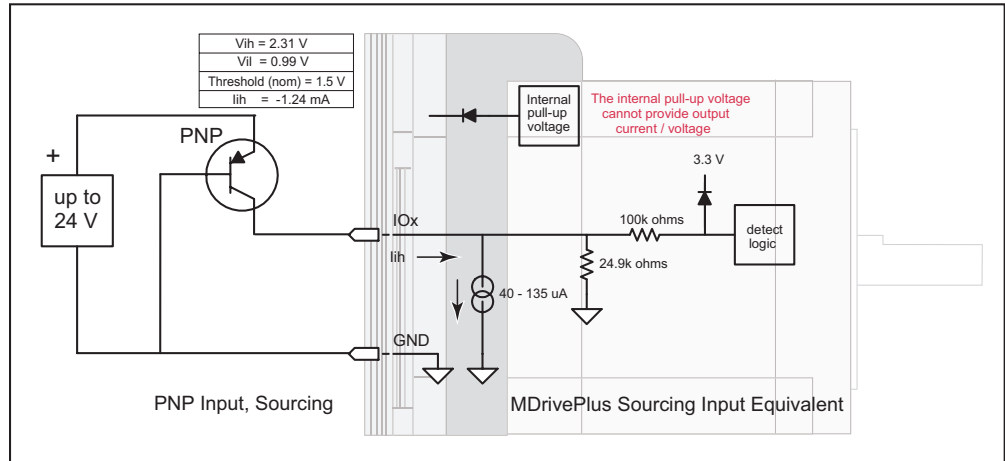 Vih = 2.31 V
Vil = 0.99 V
Threshold (nom) = 1.5 V
Iih = -1.24 mA
Internal
pull-up
voltage
The internal pull-up voltage
cannot provide output
current / voltage
PNP
+
up to
24 V
3.3 V
IOx
100k ohms
detect
logic
Iih
24.9k ohms
40 - 135 uA
GND
PNP Input, Sourcing
MDrivePlus Sourcing Input Equivalent